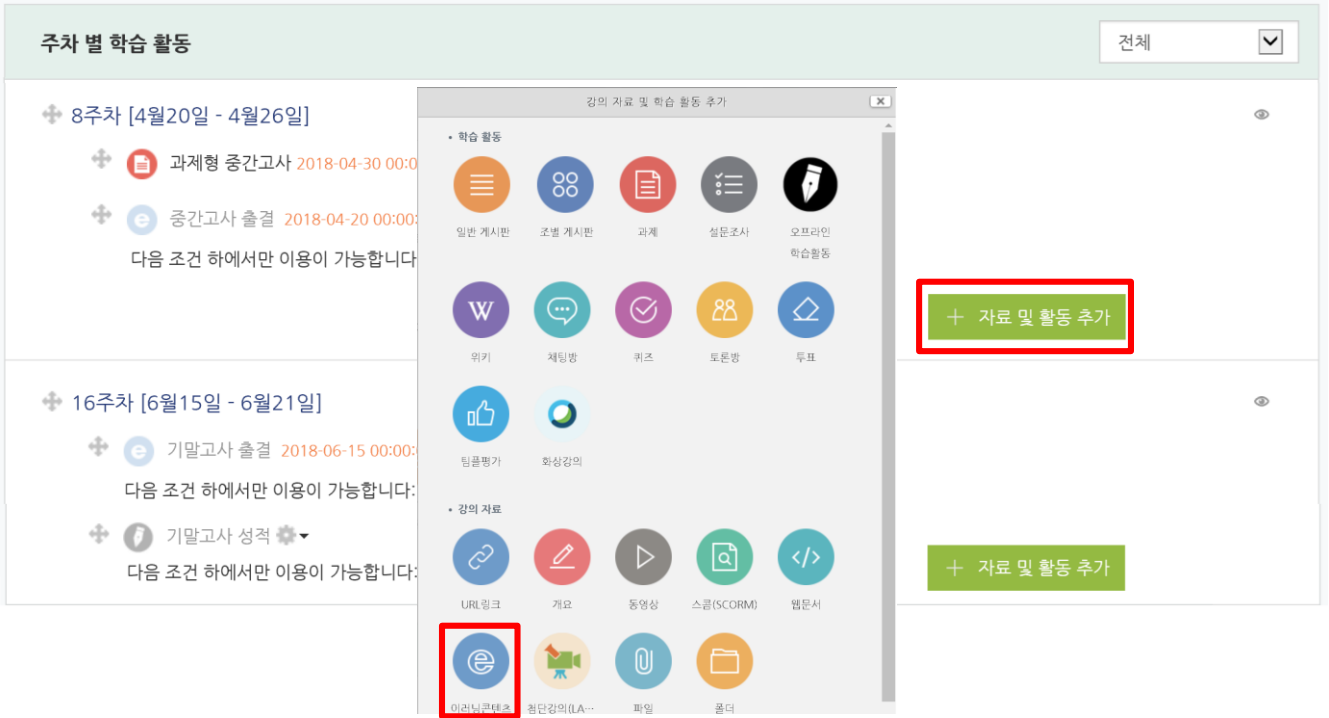 주차 별 학습 활동
전체
8주차 [4월20일 - 4월26일]
과제형 중간고사 2018-04-30 00:0
중간고사 출결 2018-04-20 00:00:
다음 조건 하에서만 이용이 가능합니다
+ 자료 및 활동 추가
16주차 [6월15일 - 6월21일]
기말고사 출결 2018-06-15 00:00:
다음 조건 하에서만 이용이 가능합니다:
기말고사 성적
다음 조건 하에서만 이용이 가능합니다:
+ 자료 및 활동 추가
강의 자료 및 학습 활동 추가
• 학습 활동
일반 게시판
조별 게시판
과제
설문조사
오프라인
학습활동
W
위키
채팅방
퀴즈
토론방
투표
팀플평가
화상강의
• 강의 자료
URL링크
개요
동영상
스콤(SCORM)
웹문서
이러닝콘텐츠
첨단강의(LA…
파일
폴더